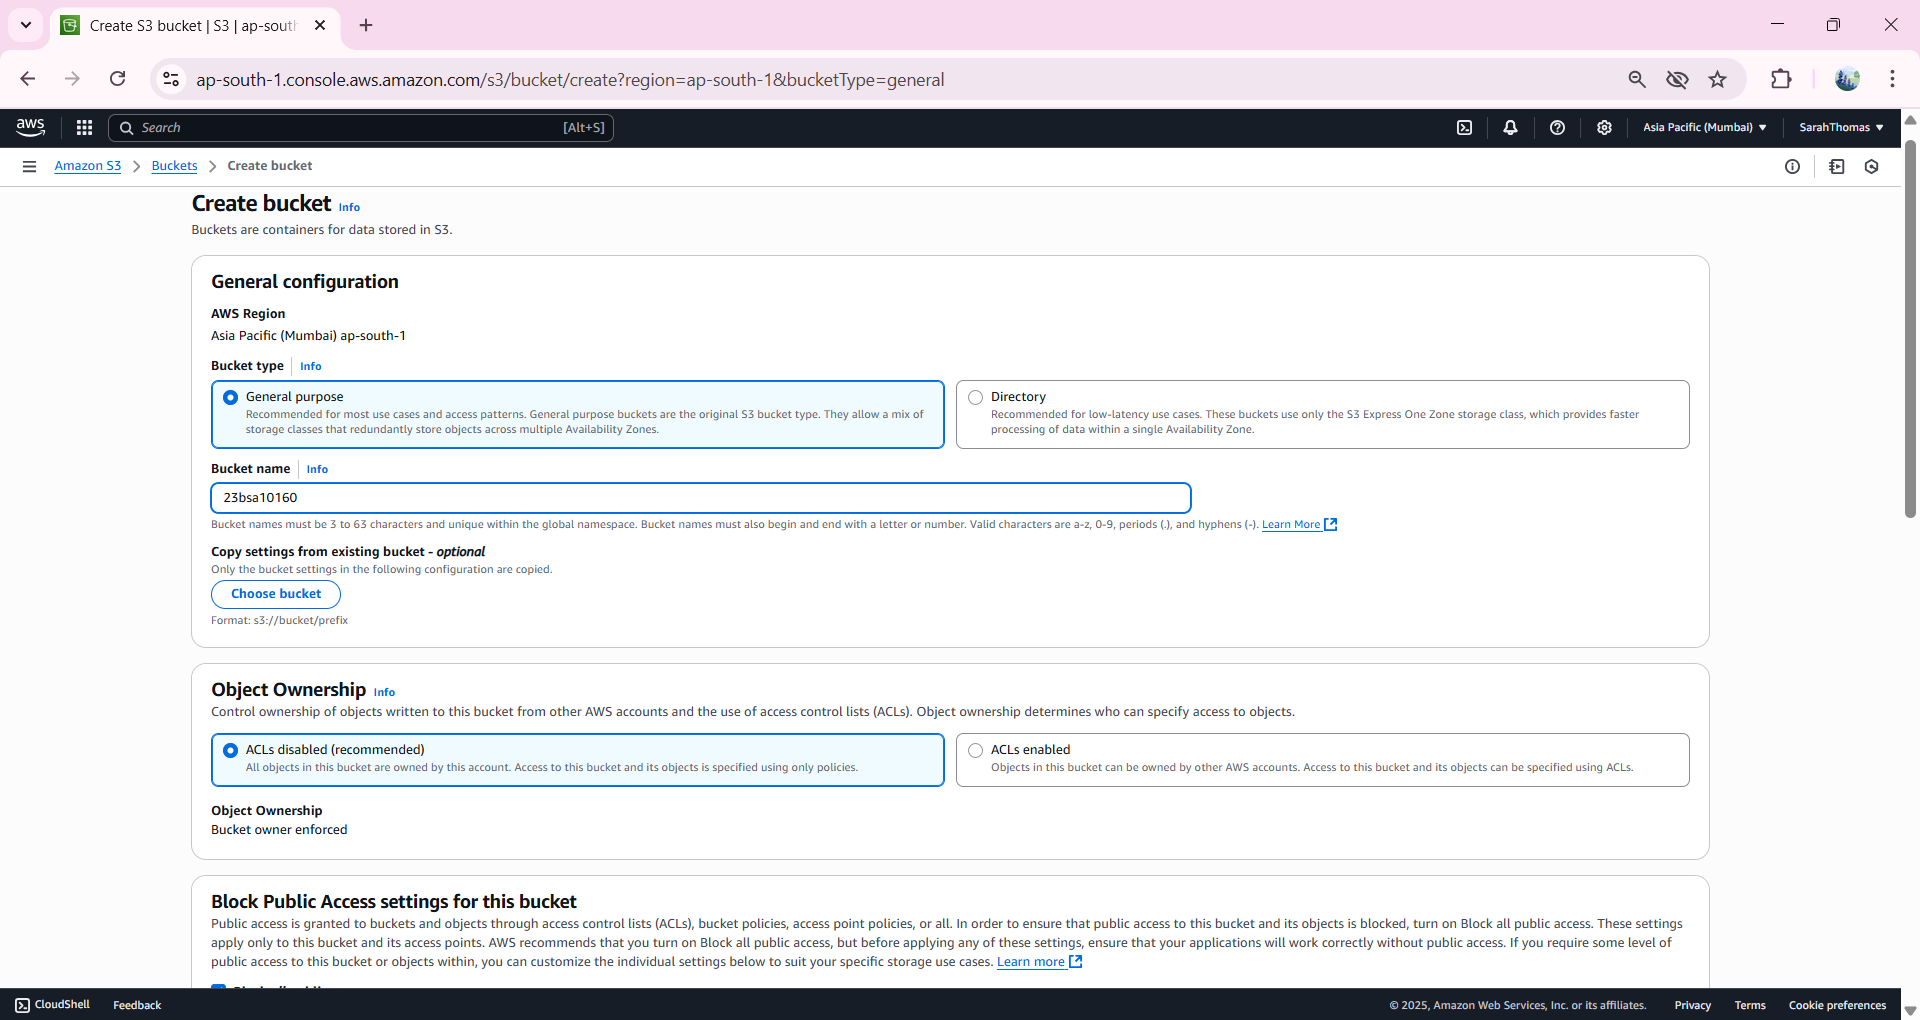 Create S3 bucket | S3 | ap-sout
ap-south-1.console.aws.amazon.com/s3/bucket/create?region=ap-south-1&bucketType=general
aws
Search [Alt+S]
Asia Pacific (Mumbai)
SarahThomas
Amazon S3 > Buckets > Create bucket
Create bucket Info
Buckets are containers for data stored in S3.
General configuration
AWS Region
Asia Pacific (Mumbai) ap-south-1
Bucket type Info
General purpose
Recommended for most use cases and access patterns. General purpose buckets are the original S3 bucket type. They allow a mix of
storage classes that redundantly store objects across multiple Availability Zones.
Directory
Recommended for low-latency use cases. These buckets use only the S3 Express One Zone storage class, which provides faster
processing of data within a single Availability Zone.
Bucket name Info
23bsa10160
Bucket names must be 3 to 63 characters and unique within the global namespace. Bucket names must also begin and end with a letter or number. Valid characters are a-z, 0-9, periods (.), and hyphens (-). Learn More
Copy settings from existing bucket - optional
Only the bucket settings in the following configuration are copied.
Choose bucket
Format: s3://bucket/prefix
Object Ownership Info
Control ownership of objects written to this bucket from other AWS accounts and the use of access control lists (ACLs). Object ownership determines who can specify access to objects.
ACLs disabled (recommended)
All objects in this bucket are owned by this account. Access to this bucket and its objects is specified using only policies.
ACLs enabled
Objects in this bucket can be owned by other AWS accounts. Access to this bucket and its objects can be specified using ACLs.
Object Ownership
Bucket owner enforced
Block Public Access settings for this bucket
Public access is granted to buckets and objects through access control lists (ACLs), bucket policies, access point policies, or all. In order to ensure that public access to this bucket and its objects is blocked, turn on Block all public access. These settings
apply only to this bucket and its access points. AWS recommends that you turn on Block all public access, but before applying any of these settings, ensure that your applications will work correctly without public access. If you require some level of
public access to this bucket or objects within, you can customize the individual settings below to suit your specific storage use cases. Learn more
CloudShell Feedback
© 2025, Amazon Web Services, Inc. or its affiliates. Privacy Terms Cookie preferences